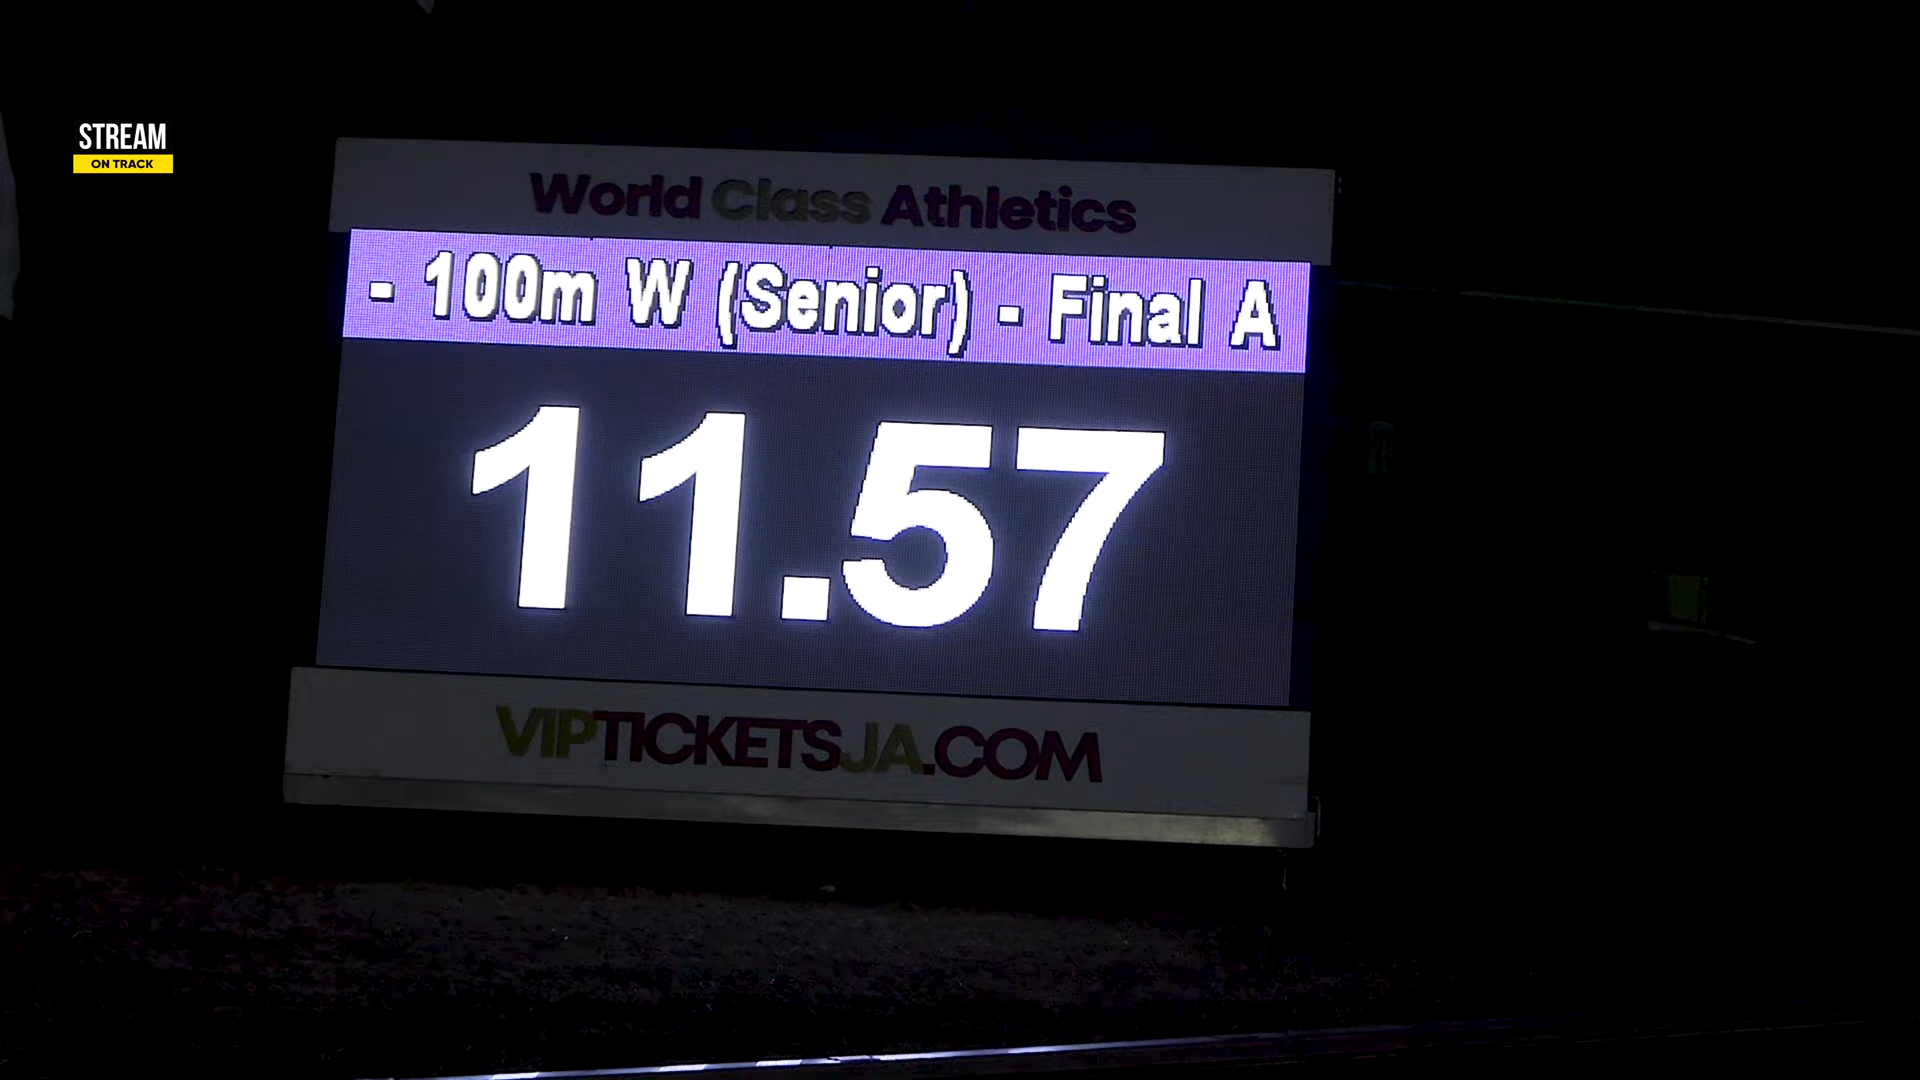 STREAM
ON TRACK
World Class Athletics
- 100m W (Senior) - Final A
11.57
VIPTICKETSJA.COM